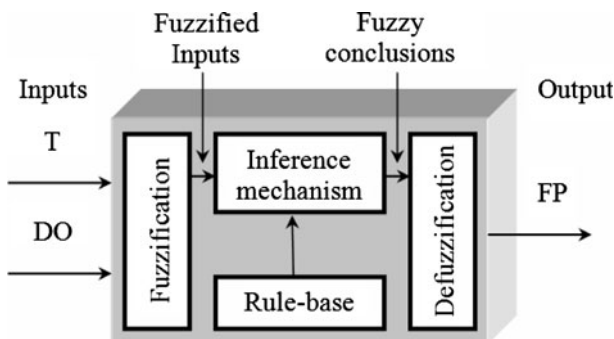 Fuzzified
Inputs
Fuzzy
conclusions
Inputs
Output
T
DO
Fuzzification
Inference
mechanism
Rule-base
Defuzzification
FP